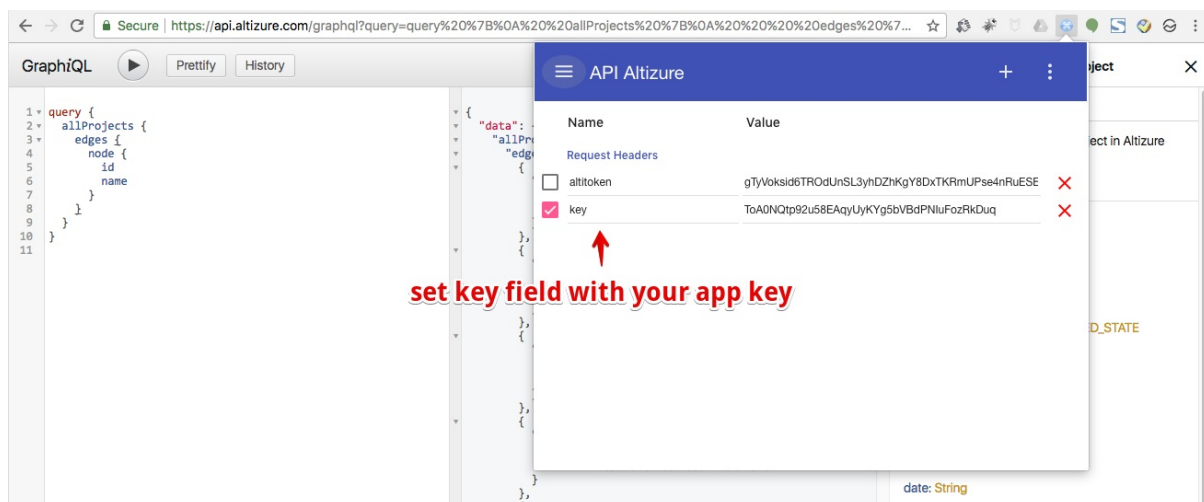 Secure | https://api.altizure.com/graphql?query=query%20%7B%0A%20%20allProjects%20%7B%0A%20%20%20%20edges%20%7...
GraphiQL Prettify History
API Altizure
ject
Name Value
Request Headers
altitoken gTyVoksid6TROdUnSL3yhDZhKgY8DxTKRmUPse4nRuESE
key ToA0NQtp92u58EAqyUyKYg5bVBdPNIuFozRkDuq
set key field with your app key
1 query {
2 allProjects {
3 edges {
4 node {
5 id
6 name
7 }
8 }
9 }
10 }
11
{
"data":
"allPro
"edg
{
},
{
},
{
},
{
}
},
ect in Altizure
D_STATE
date: String